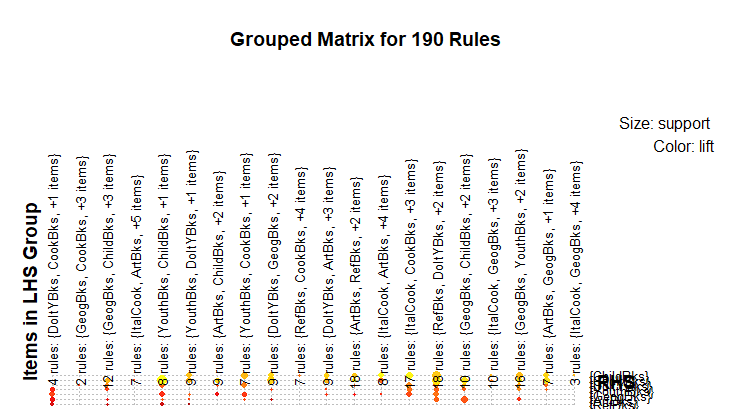 Grouped Matrix for 190 Rules
Size: support
Color: lift
Items in LHS Group
4 rules: {DoItYBks, CookBks, +1 items}
2 rules: {GeogBks, CookBks, +3 items}
rules: {GeogBks, ChildBks, +3 items}
7 rules: {ItalCook, ArtBks, +5 items}
8 rules: {YouthBks, ChildBks, +1 items}
9 rules: {YouthBks, DoItYBks, +1 items}
9 rules: {ArtBks, ChildBks, +2 items}
7 rules: {YouthBks, CookBks, +1 items}
9 rules: {DoItYBks, GeogBks, +2 items}
7 rules: {RefBks, CookBks, +4 items}
9 rules: {DoItYBks, ArtBks, +3 items}
18 rules: {ArtBks, RefBks, +2 items}
8 rules: {ItalCook, ArtBks, +4 items}
17 rules: {ItalCook, CookBks, +3 items}
18 rules: {RefBks, DoItYBks, +2 items}
10 rules: {GeogBks, ChildBks, +2 items}
10 rules: {ItalCook, GeogBks, +3 items}
16 rules: {GeogBks, YouthBks, +2 items}
7 rules: {ArtBks, GeogBks, +1 items}
3 rules: {ItalCook, GeogBks, +4 items}
{ChildBks}
RHS